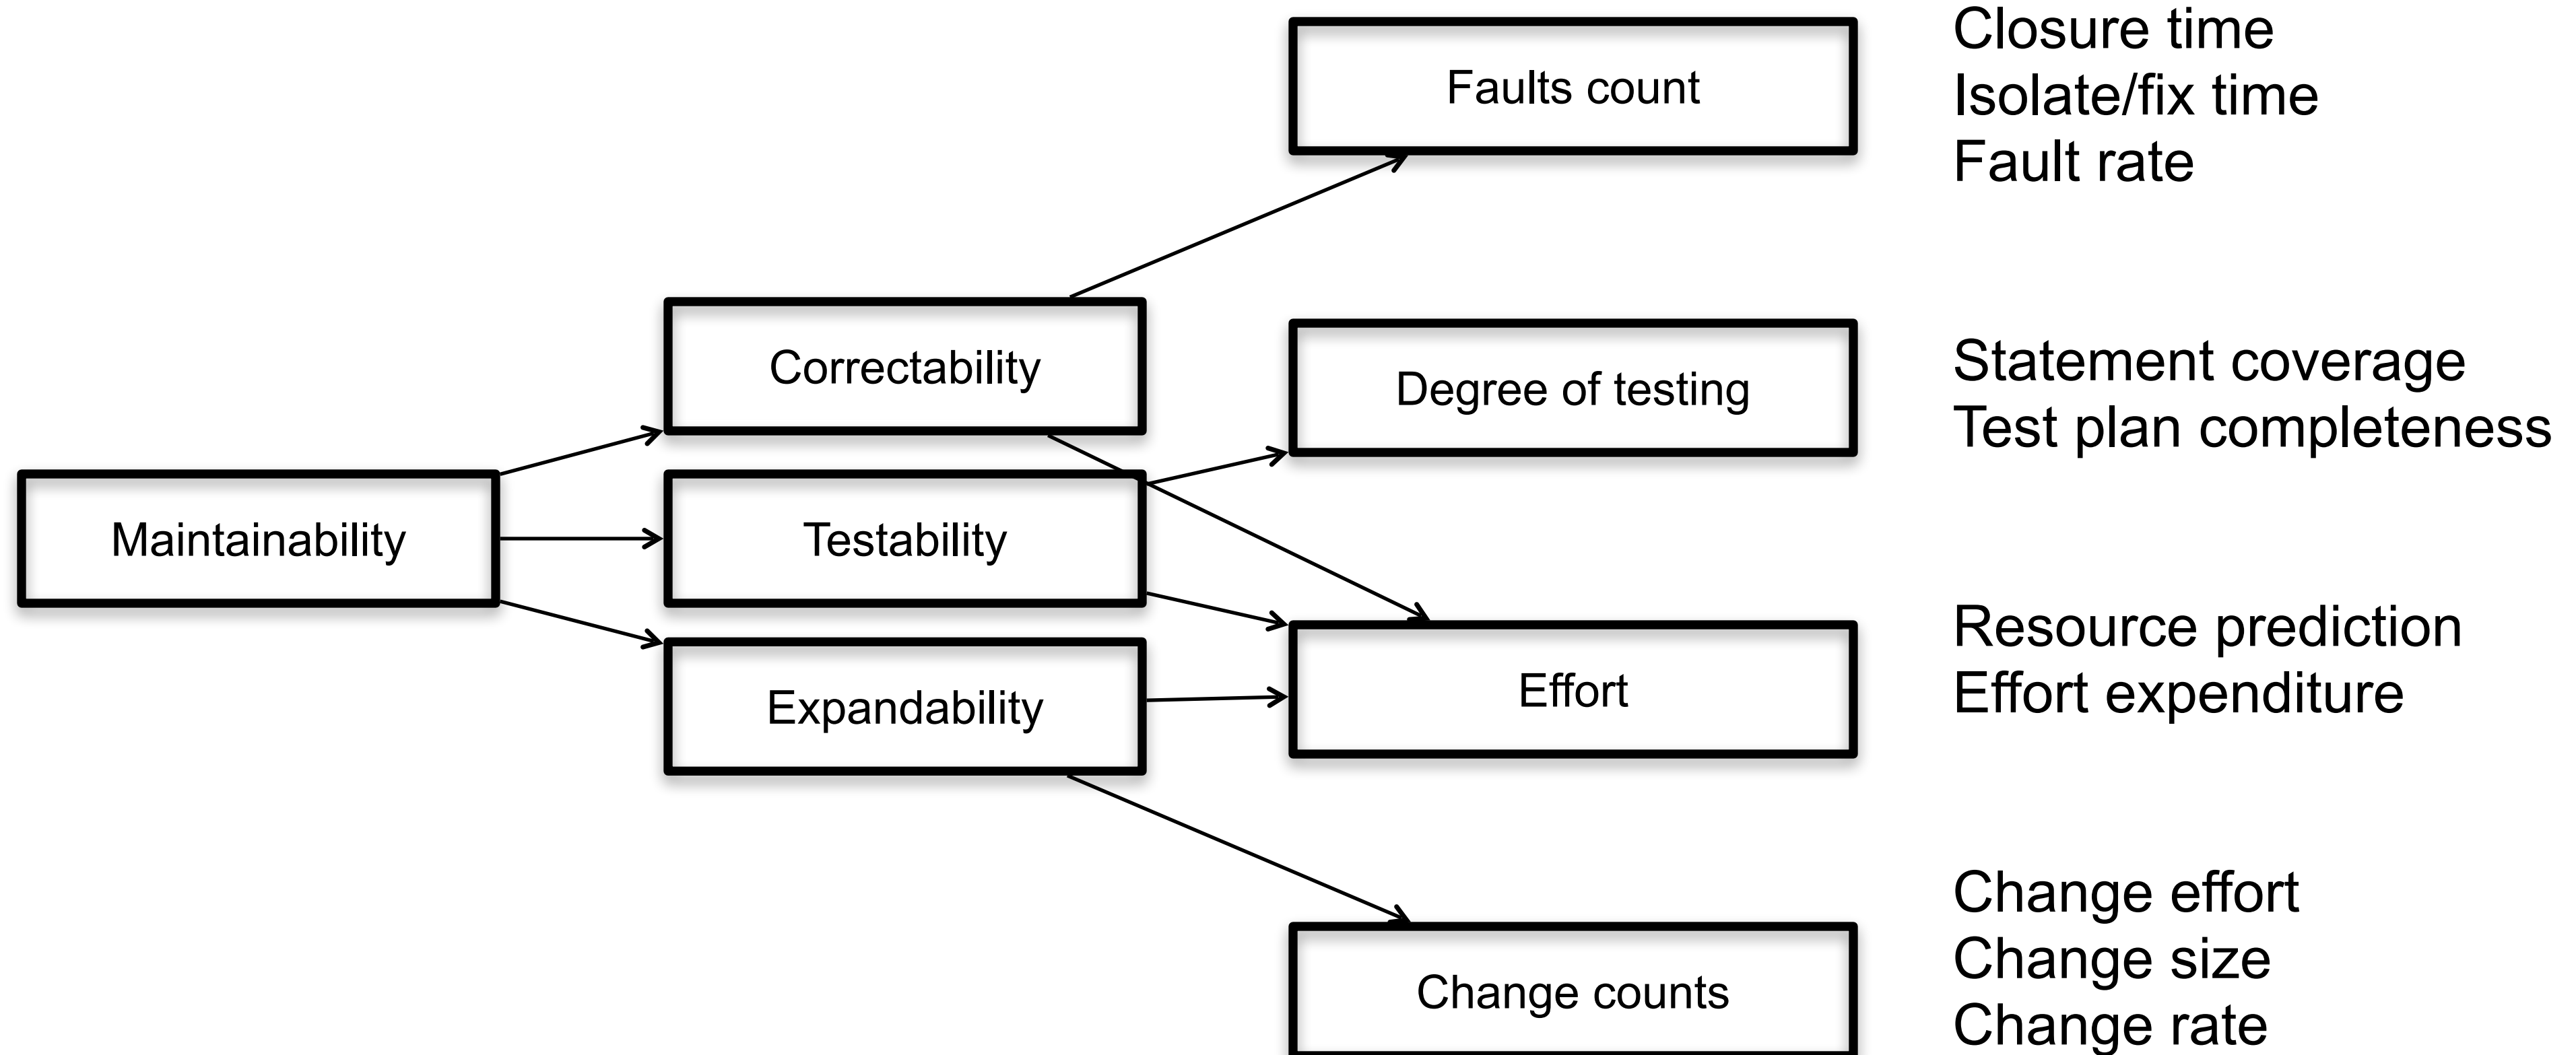 Maintainability
Correctability
Testability
Expandability
Faults count
Degree of testing
Effort
Change counts
Closure time
Isolate/fix time
Fault rate
Statement coverage
Test plan completeness
Resource prediction
Effort expenditure
Change effort
Change size
Change rate